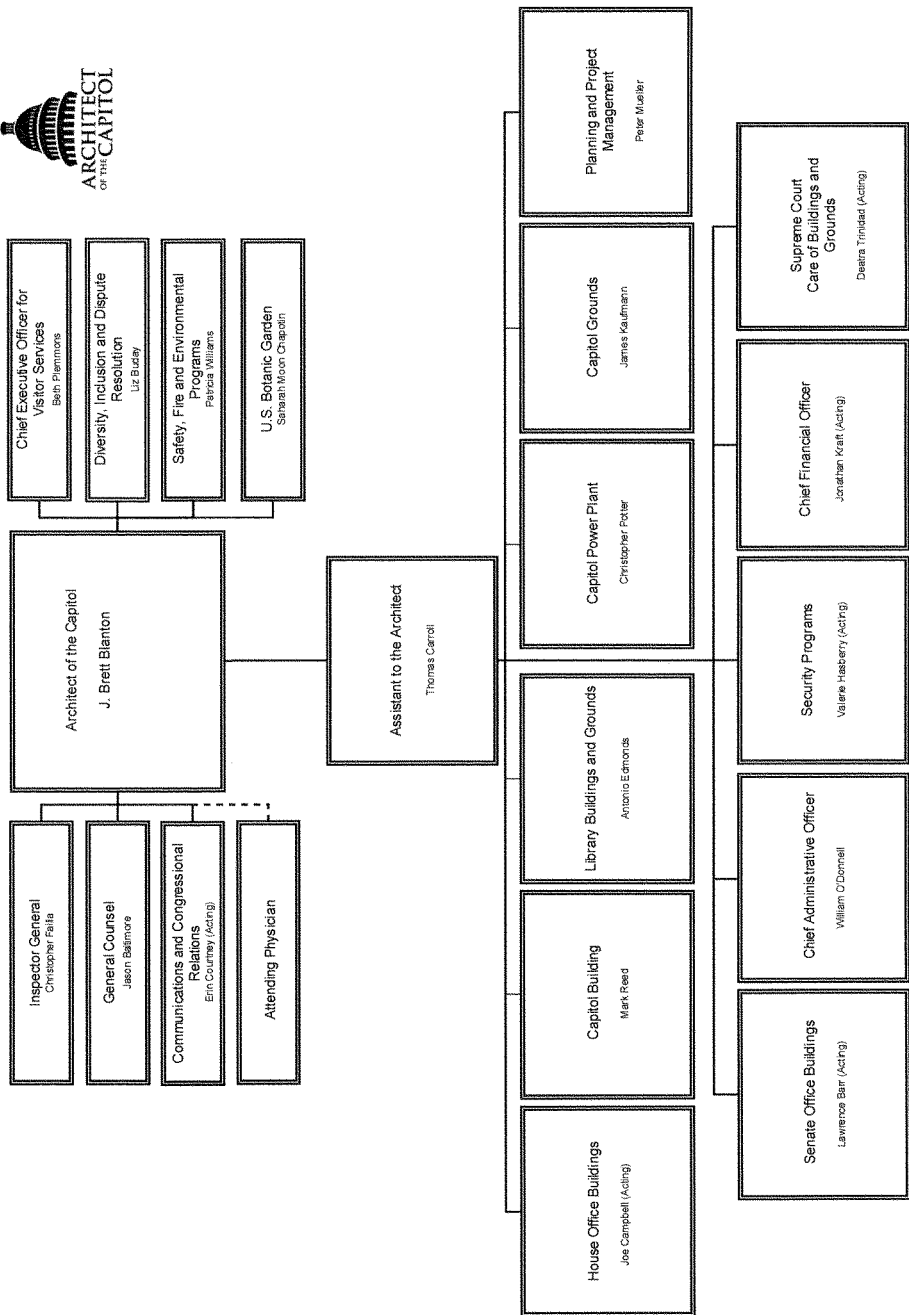 ARCHITECT
OF THE CAPITOL
Inspector General
Christopher Failla
General Counsel
Jason Baltimore
Communications and Congressional
Relations
Erin Courtney (Acting)
Attending Physician
Architect of the Capitol
J. Brett Blanton
Chief Executive Officer for
Visitor Services
Beth Plemmons
Diversity, Inclusion and Dispute
Resolution
Liz Buday
Safety, Fire and Environmental
Programs
Patricia Williams
U.S. Botanic Garden
Saharah Moon Chapotin
Assistant to the Architect
Thomas Carroll
House Office Buildings
Joe Campbell (Acting)
Capitol Building
Mark Reed
Library Buildings and Grounds
Antonio Edmonds
Capitol Power Plant
Christopher Potter
Capitol Grounds
James Kaufmann
Planning and Project
Management
Peter Mueller
Senate Office Buildings
Lawrence Barr (Acting)
Chief Administrative Officer
William O'Donnell
Security Programs
Valerie Hasberry (Acting)
Chief Financial Officer
Jonathan Kraft (Acting)
Supreme Court
Care of Buildings and
Grounds
Deatra Trinidad (Acting)